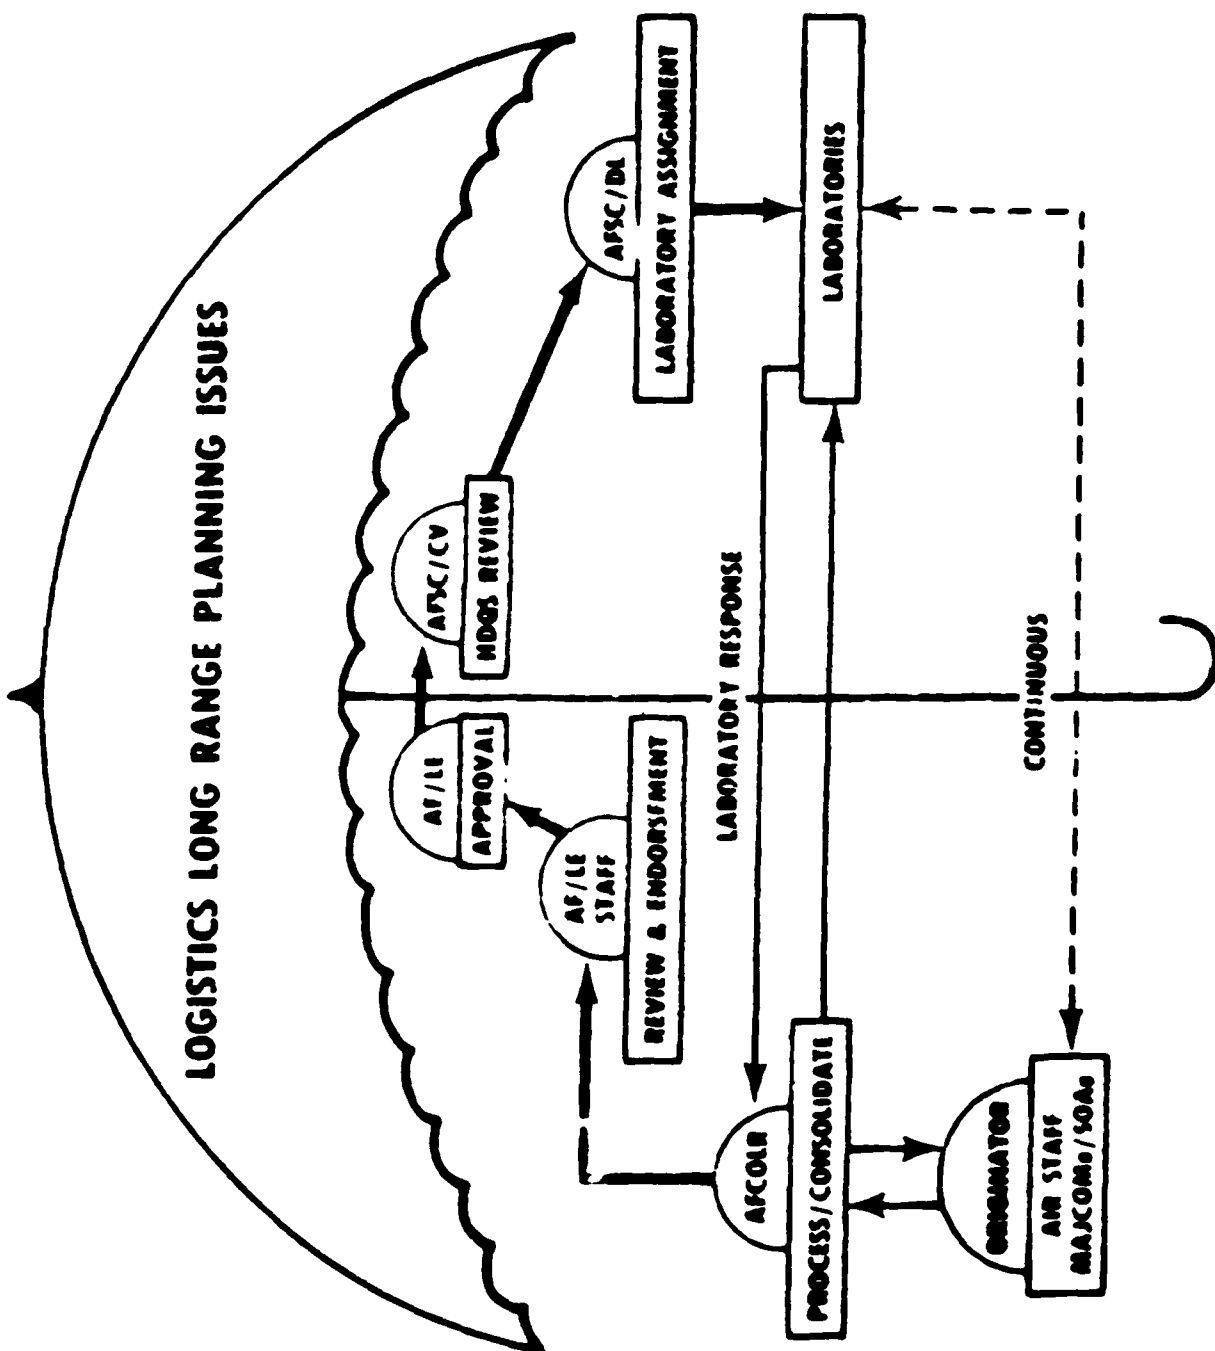 LOGISTICS LONG RANGE PLANNING ISSUES
AF/LE
APPROVAL
AFSC/CV
HDQS REVIEW
AF/LE
STAFF
REVIEW & ENDORSEMENT
AFSC/DL
LABORATORY ASSIGNMENT
LABORATORY RESPONSE
AFCOLR
PROCESS/CONSOLIDATE
LABORATORIES
ORIGINATOR
AIR STAFF
MAJCOMs/SOAs
CONTINUOUS